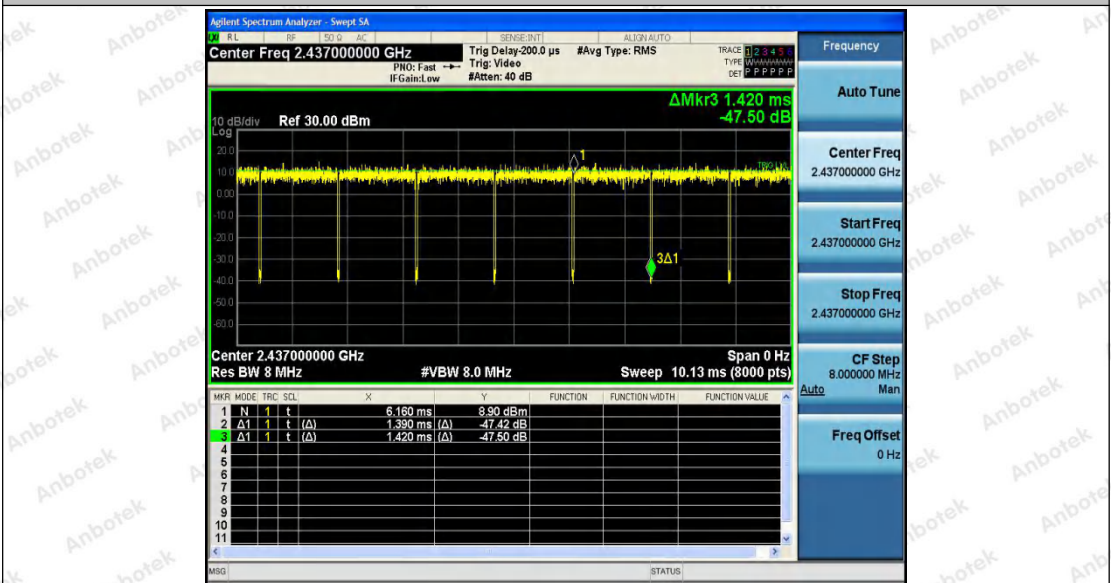 Agilent Spectrum Analyzer - Swept SA
RL RF 50 Ω AC SENSE:INT ALIGN AUTO
Center Freq 2.437000000 GHz
PNO: Fast
IFGain:Low
Trig Delay-200.0 µs
Trig: Video
#Atten: 40 dB
#Avg Type: RMS
TRACE 1 2 3 4 5 6
TYPE W
DET P P P P P P
ΔMkr3 1.420 ms
-47.50 dB
10 dB/div Ref 30.00 dBm
Log
20.0
10.0
0.00
-10.0
-20.0
-30.0
-40.0
-50.0
-60.0
1
TRIG LVL
3Δ1
Center 2.437000000 GHz Span 0 Hz
Res BW 8 MHz #VBW 8.0 MHz Sweep 10.13 ms (8000 pts)
MKR MODE TRC SCL X Y FUNCTION FUNCTION WIDTH FUNCTION VALUE
1 N 1 t 6.160 ms 8.90 dBm
2 Δ1 1 t (Δ) 1.390 ms (Δ) -47.42 dB
3 Δ1 1 t (Δ) 1.420 ms (Δ) -47.50 dB
4
5
6
7
8
9
10
11
MSG STATUS
Frequency
Auto Tune
Center Freq
2.437000000 GHz
Start Freq
2.437000000 GHz
Stop Freq
2.437000000 GHz
CF Step
8.000000 MHz
Auto Man
Freq Offset
0 Hz
Anbotek